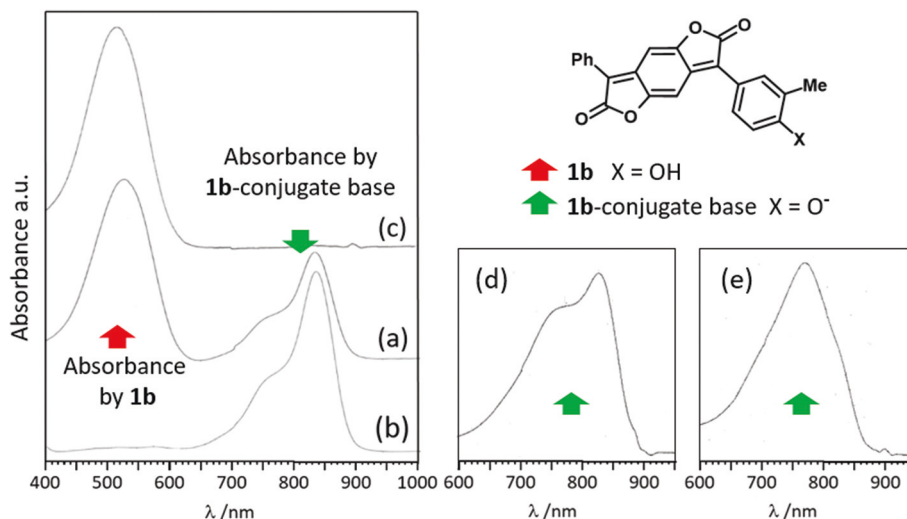 Absorbance a.u.
Absorbance by
1b-conjugate base
(c)
(a)
(b)
Absorbance
by 1b
400 500 600 700 800 900 1000
λ /nm
O
O
Ph
Me
O
O
X
1b X = OH
1b-conjugate base X = O⁻
(d)
600 700 800 900
λ /nm
(e)
600 700 800 900
λ /nm